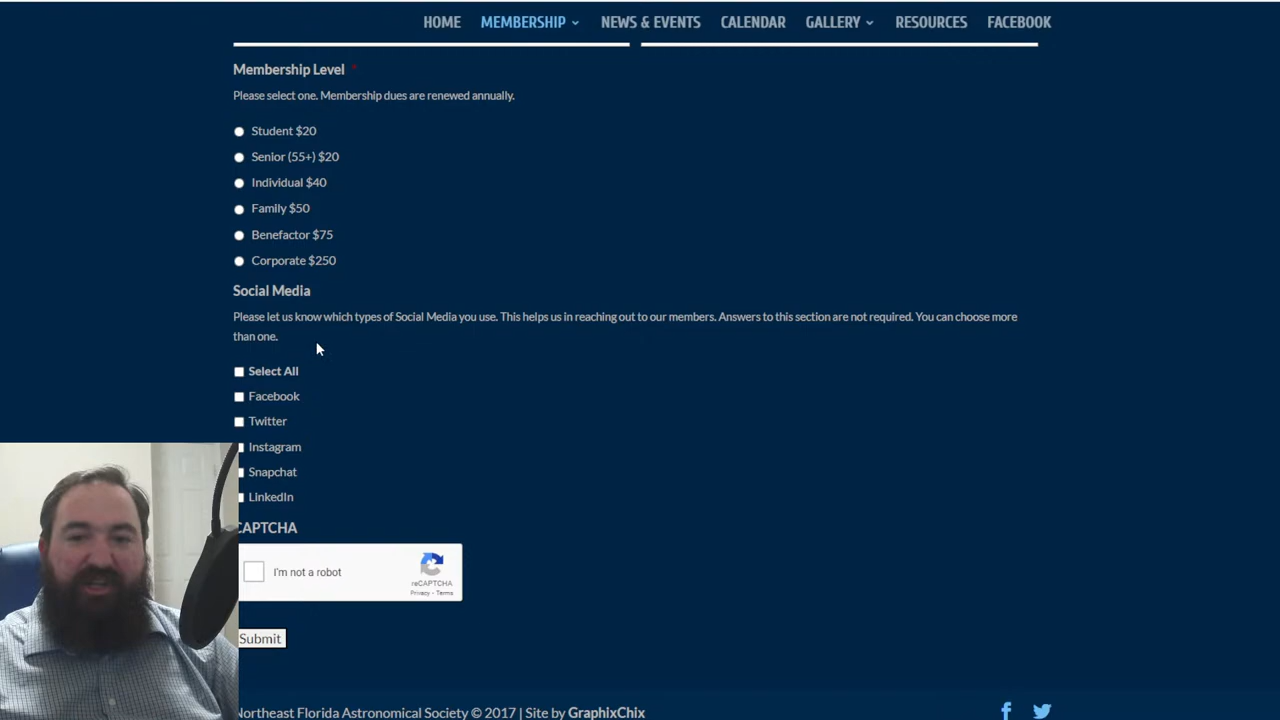 HOME MEMBERSHIP NEWS & EVENTS CALENDAR GALLERY RESOURCES FACEBOOK
Membership Level *
Please select one. Membership dues are renewed annually.
Student $20
Senior (55+) $20
Individual $40
Family $50
Benefactor $75
Corporate $250
Social Media
Please let us know which types of Social Media you use. This helps us in reaching out to our members. Answers to this section are not required. You can choose more
than one.
Select All
Facebook
Twitter
Instagram
Snapchat
LinkedIn
CAPTCHA
I'm not a robot
reCAPTCHA
Privacy - Terms
Submit
Northeast Florida Astronomical Society © 2017 | Site by GraphixChix